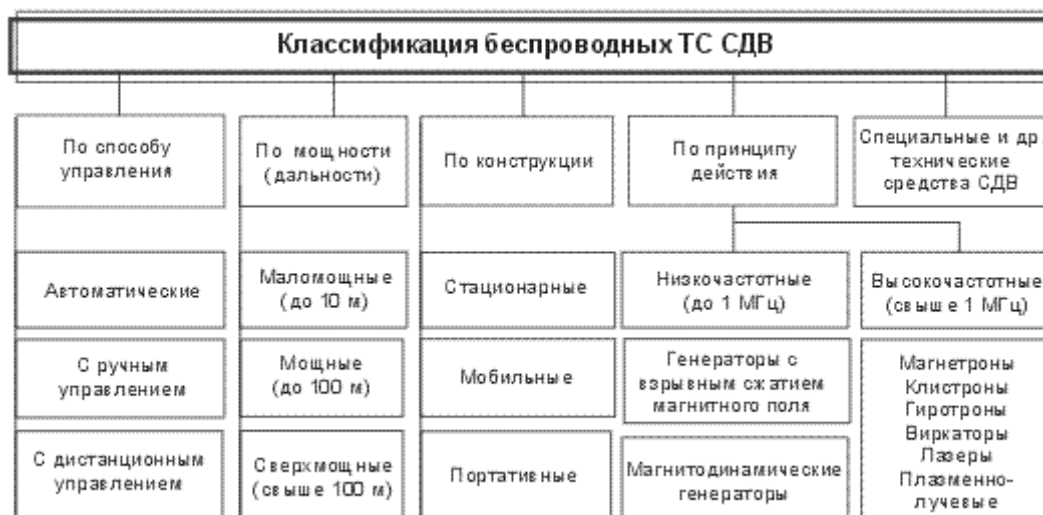 Классификация беспроводных ТС СДВ
По способу
управления
По мощности
(дальности)
По конструкции
По принципу
действия
Специальные и др.
технические
средства СДВ
Автоматические
Маломощные
(до 10 м)
Стационарные
Низкочастотные
(до 1 МГц)
Высокочастотные
(свыше 1 МГц)
С ручным
управлением
Мощные
(до 100 м)
Мобильные
Генераторы с
взрывным сжатием
магнитного поля
Магнетроны
Клистроны
Гиротроны
Виркаторы
Лазеры
Плазменно-
лучевые
С дистанционным
управлением
Сверхмощные
(свыше 100 м)
Портативные
Магнитодинамические
генераторы